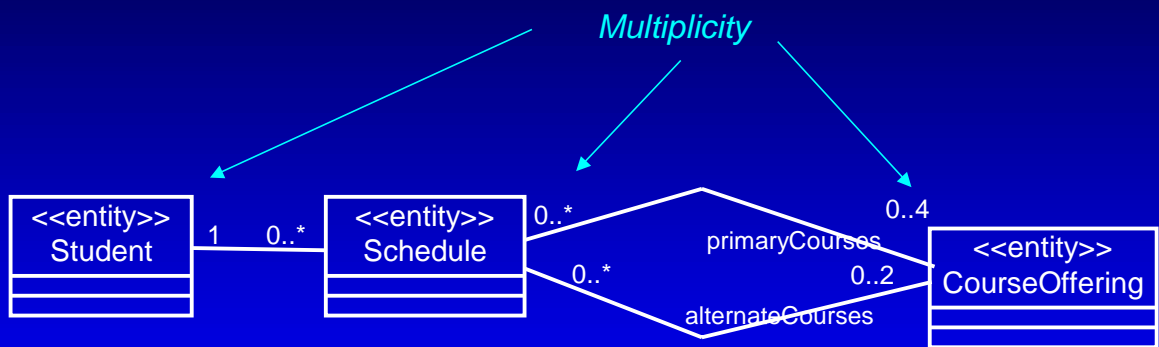 Multiplicity
<<entity>>
Student
1
0..*
<<entity>>
Schedule
0..*
0..4
primaryCourses
0..*
0..2
alternateCourses
<<entity>>
CourseOffering